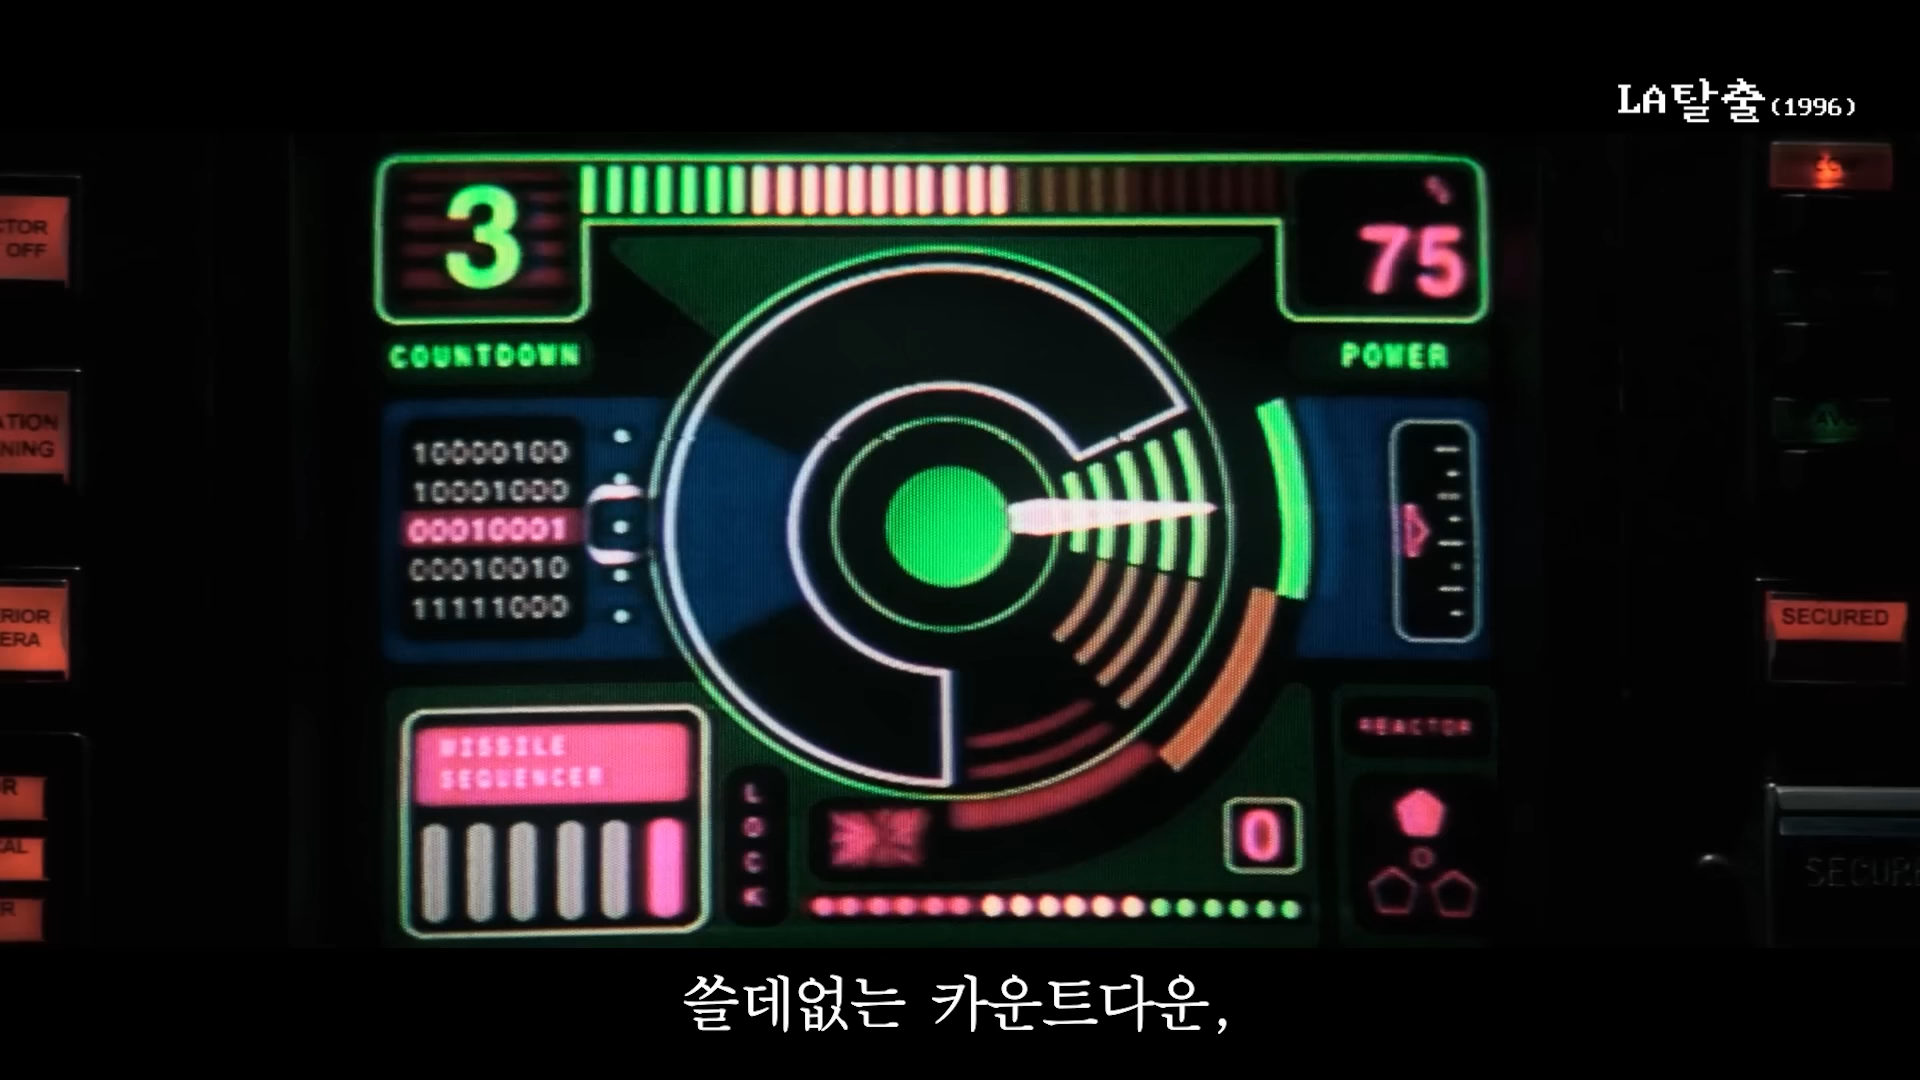 LA탈출(1996)
3
%
75
COUNTDOWN
POWER
10000100
10001000
00010001
00010010
11111000
MISSILE
SEQUENCER
LOCK
0
REACTOR
OFF
SECURED
쓸데없는 카운트다운,